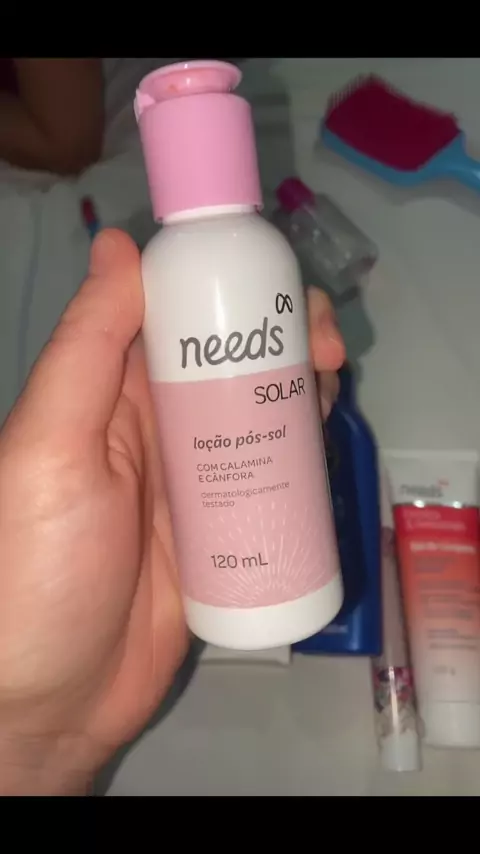 needs
SOLAR
loção pós-sol
COM CALAMINA
E CÂNFORA
dermatologicamente
testado
120 mL
needs